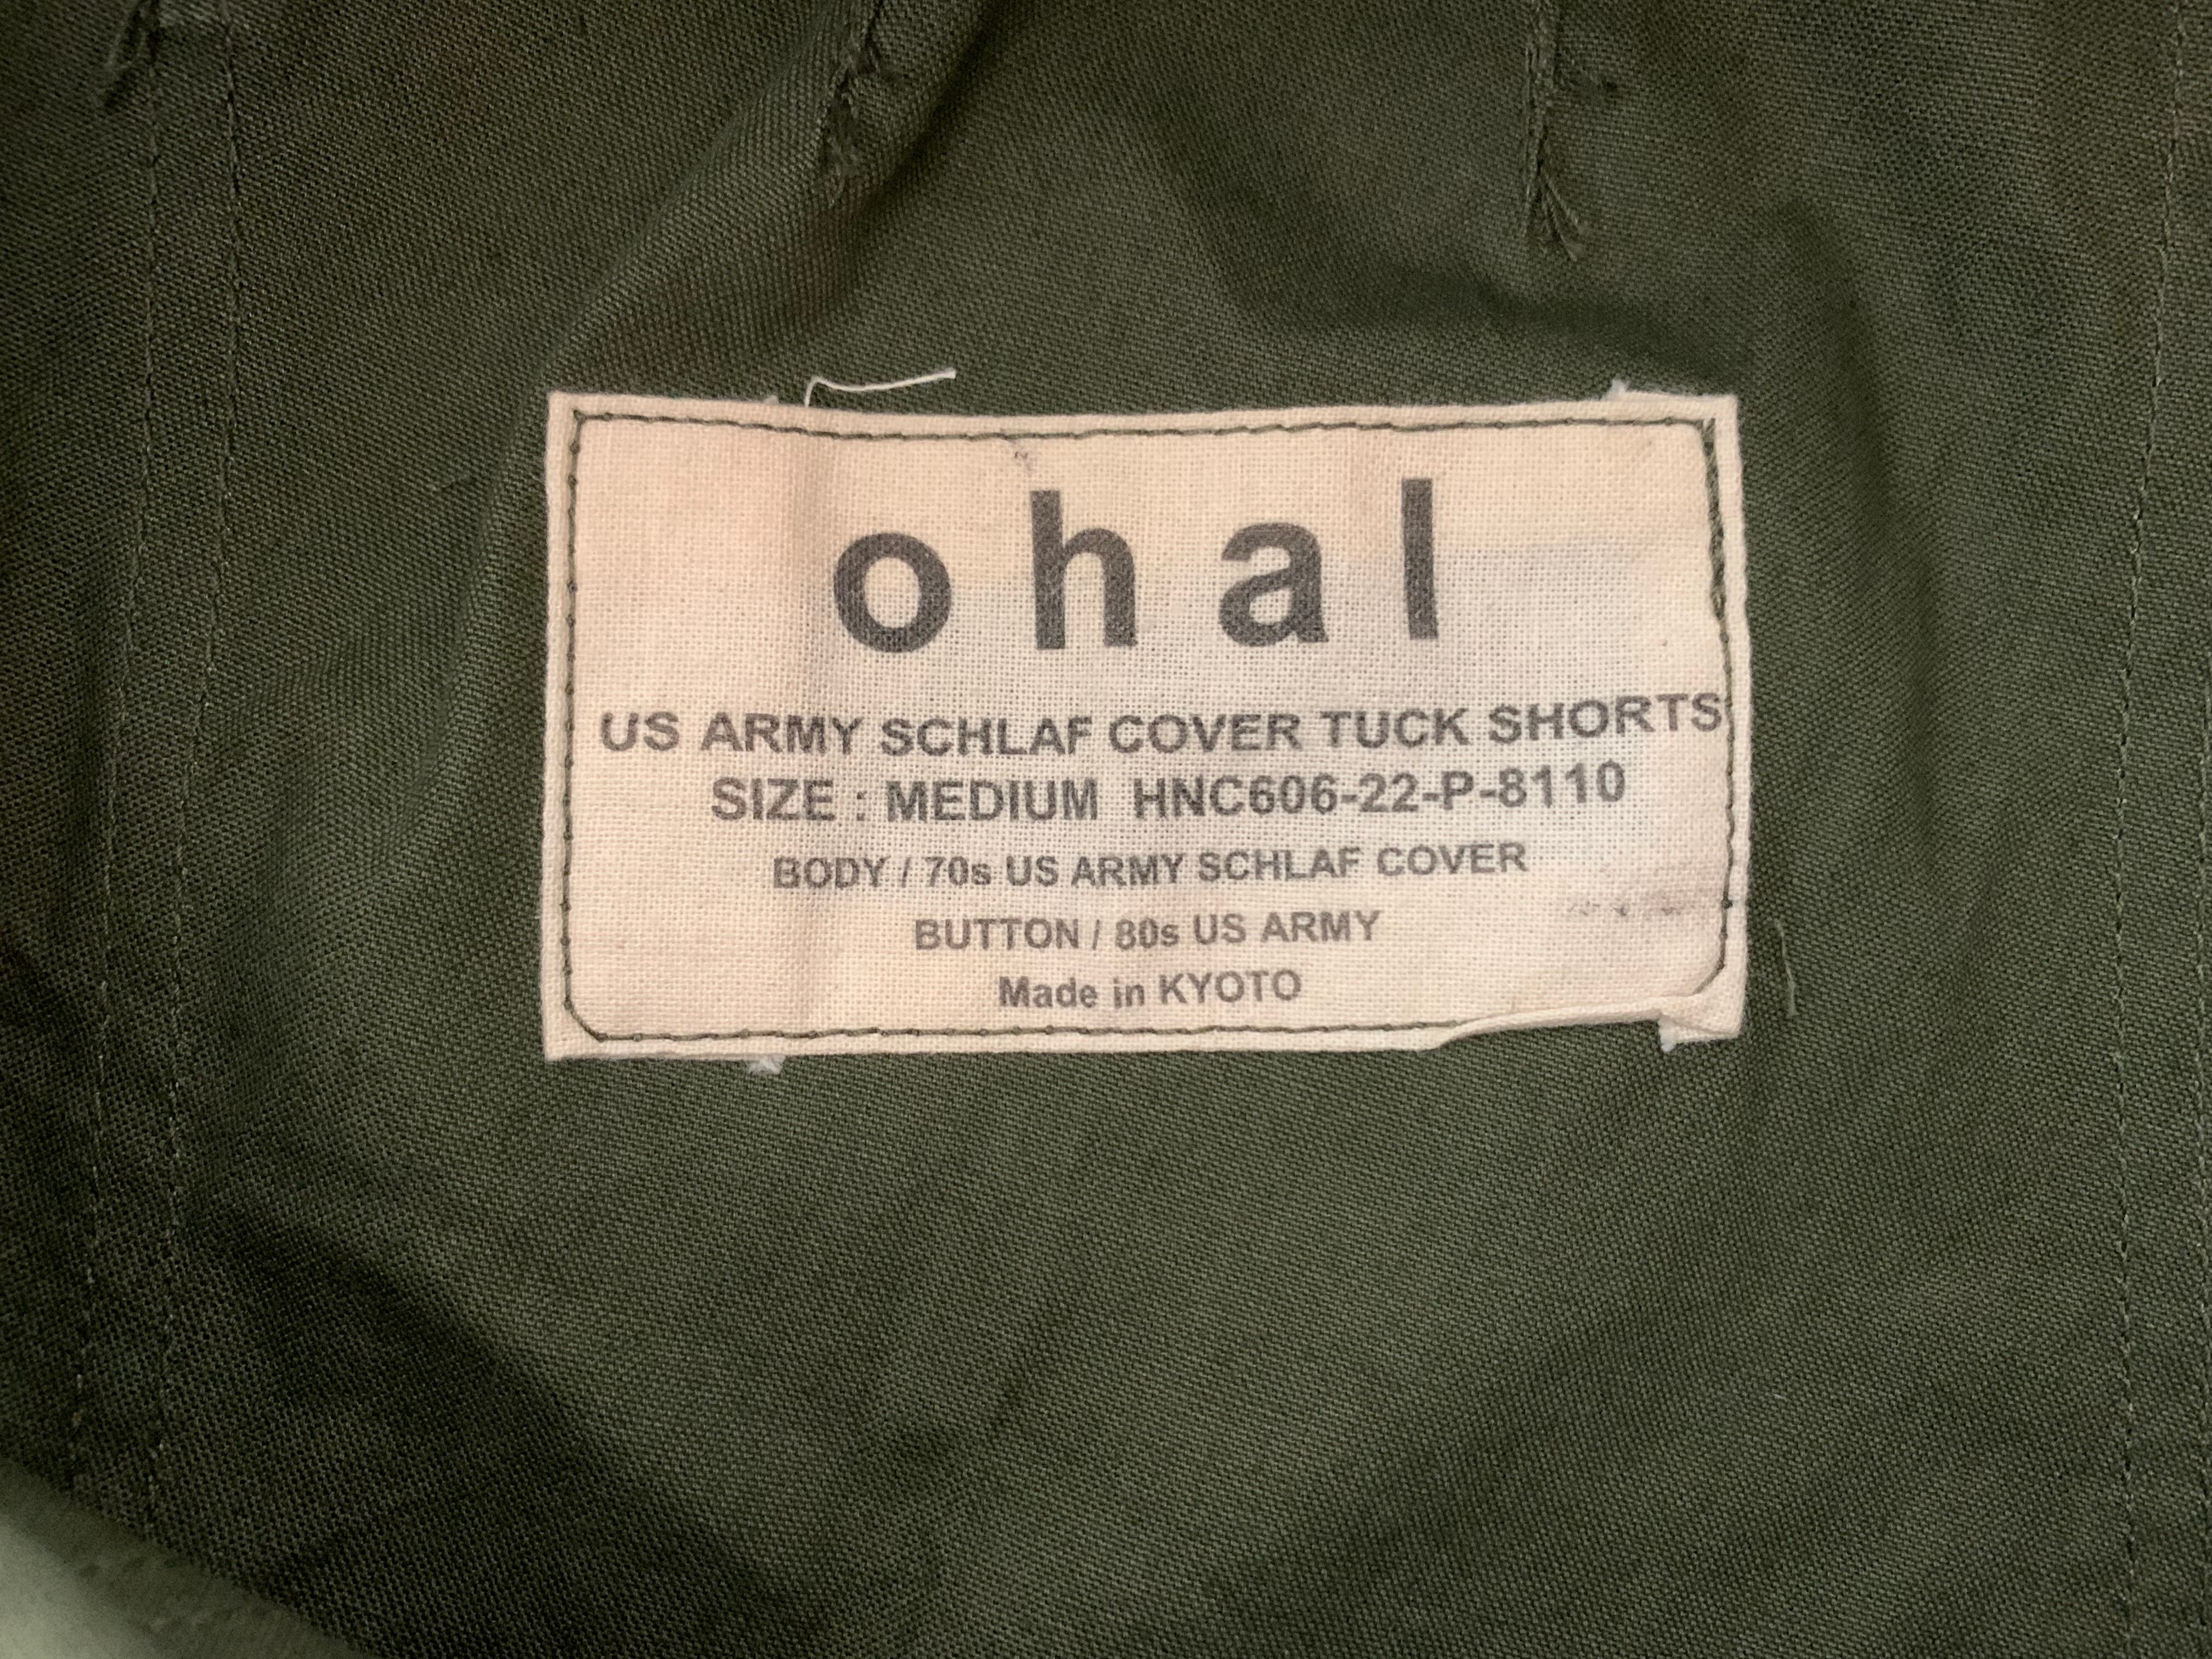 ohal
US ARMY SCHLAF COVER TUCK SHORTS
SIZE : MEDIUM HNC606-22-P-8110
BODY / 70s US ARMY SCHLAF COVER
BUTTON / 80s US ARMY
Made in KYOTO